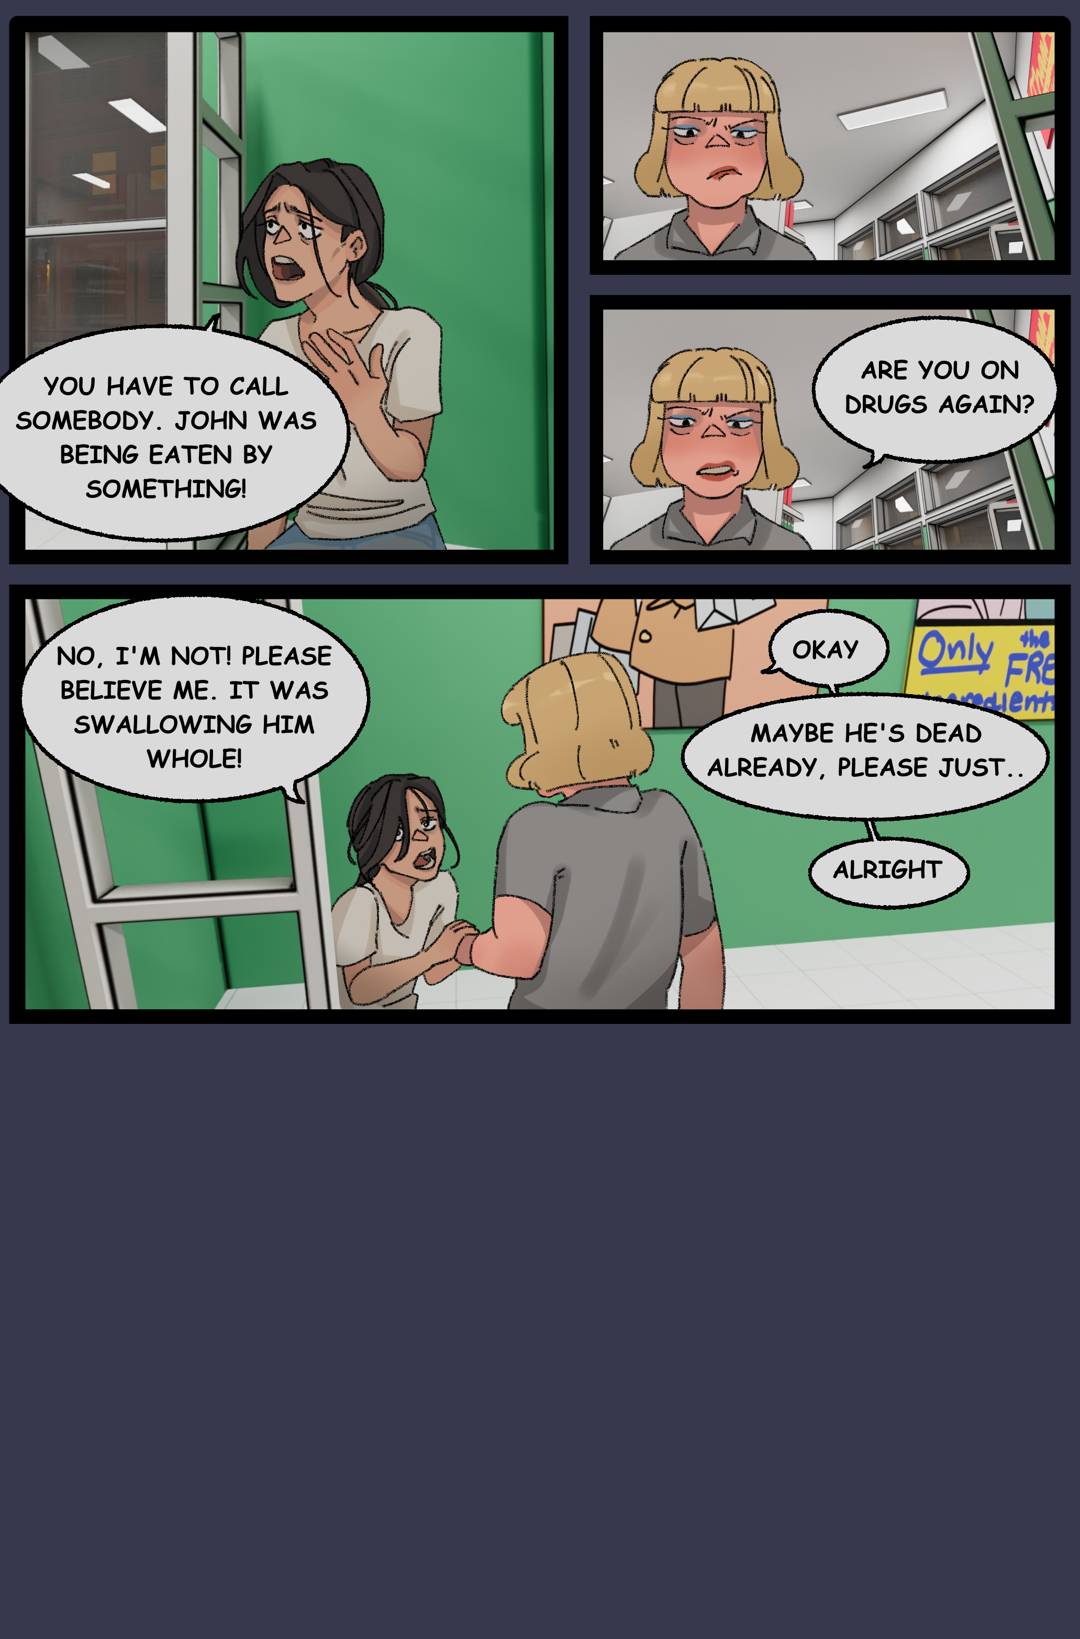 YOU HAVE TO CALL
SOMEBODY. JOHN WAS
BEING EATEN BY
SOMETHING!
ARE YOU ON
DRUGS AGAIN?
NO, I'M NOT! PLEASE
BELIEVE ME. IT WAS
SWALLOWING HIM
WHOLE!
OKAY
MAYBE HE'S DEAD
ALREADY, PLEASE JUST..
ALRIGHT
Only the
FRE